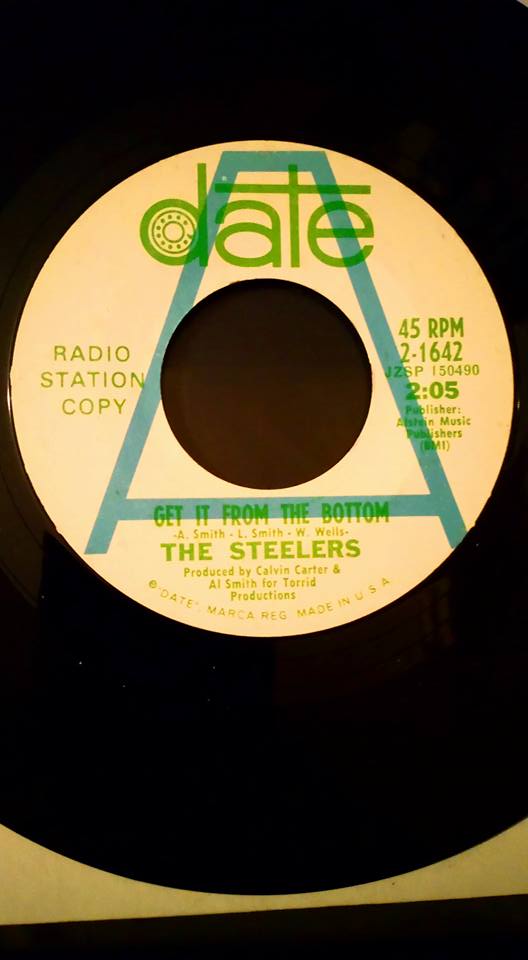 A
date
RADIO
STATION
COPY
45 RPM
2-1642
JZSP 150490
2:05
Publisher:
Alstein Music
Publishers
(BMI)
GET IT FROM THE BOTTOM
-A. Smith - L. Smith - W. Wells-
THE STEELERS
Produced by Calvin Carter &
Al Smith for Torrid
Productions
℗ "DATE", MARCA REG. MADE IN U.S.A.